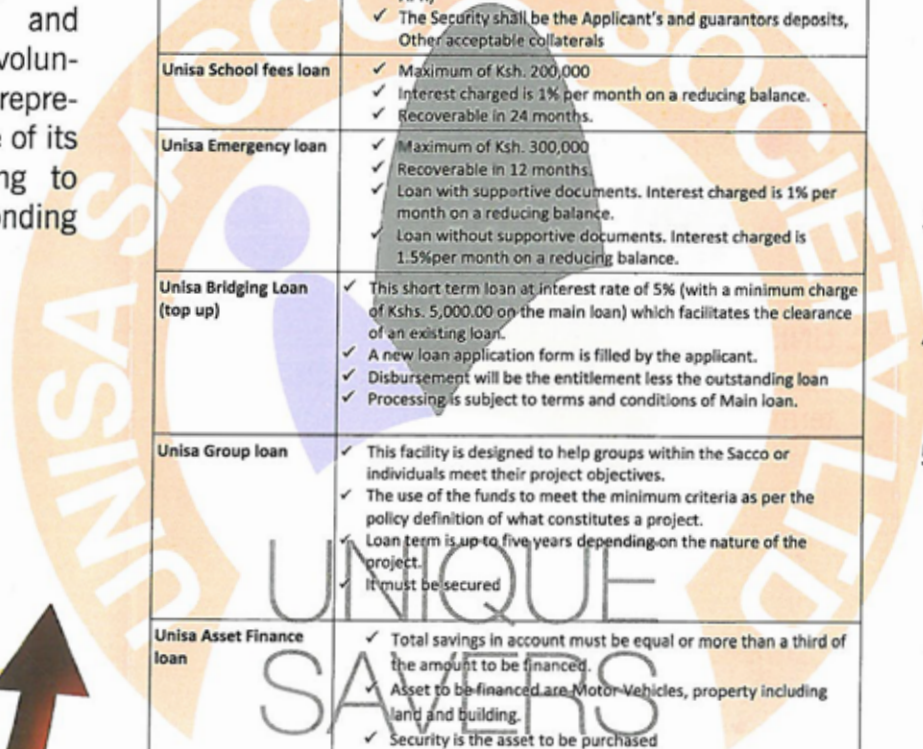 and
volun-
repre-
of its
ng to
onding
✓ The Security shall be the Applicant's and guarantors deposits,
Other acceptable collaterals
Unisa School fees loan
✓ Maximum of Ksh. 200,000
✓ Interest charged is 1% per month on a reducing balance.
✓ Recoverable in 24 months.
Unisa Emergency loan
✓ Maximum of Ksh. 300,000
✓ Recoverable in 12 months.
✓ Loan with supportive documents. Interest charged is 1% per
month on a reducing balance.
✓ Loan without supportive documents. Interest charged is
1.5%per month on a reducing balance.
Unisa Bridging Loan
(top up)
✓ This short term loan at interest rate of 5% (with a minimum charge
of Kshs. 5,000.00 on the main loan) which facilitates the clearance
of an existing loan.
✓ A new loan application form is filled by the applicant.
✓ Disbursement will be the entitlement less the outstanding loan
✓ Processing is subject to terms and conditions of Main loan.
Unisa Group loan
✓ This facility is designed to help groups within the Sacco or
individuals meet their project objectives.
✓ The use of the funds to meet the minimum criteria as per the
policy definition of what constitutes a project.
✓ Loan term is up to five years depending on the nature of the
project.
✓ It must be secured
Unisa Asset Finance
loan
✓ Total savings in account must be equal or more than a third of
the amount to be financed.
✓ Asset to be financed are Motor Vehicles, property including
land and building.
✓ Security is the asset to be purchased
UNISA SACCO SOCIETY LTD
UNIQUE
SAVERS